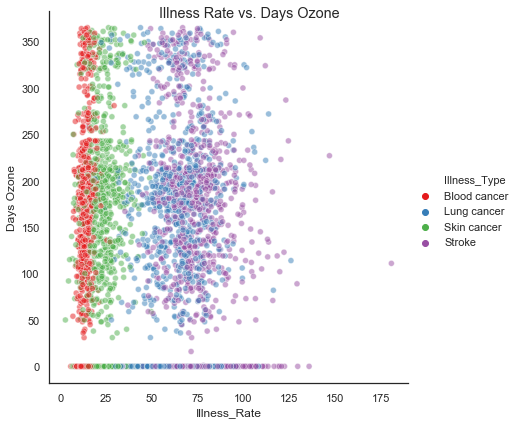 Illness Rate vs. Days Ozone
350
300
250
200
150
100
50
0
Days Ozone
0 25 50 75 100 125 150 175
Illness_Rate
Illness_Type
Blood cancer
Lung cancer
Skin cancer
Stroke